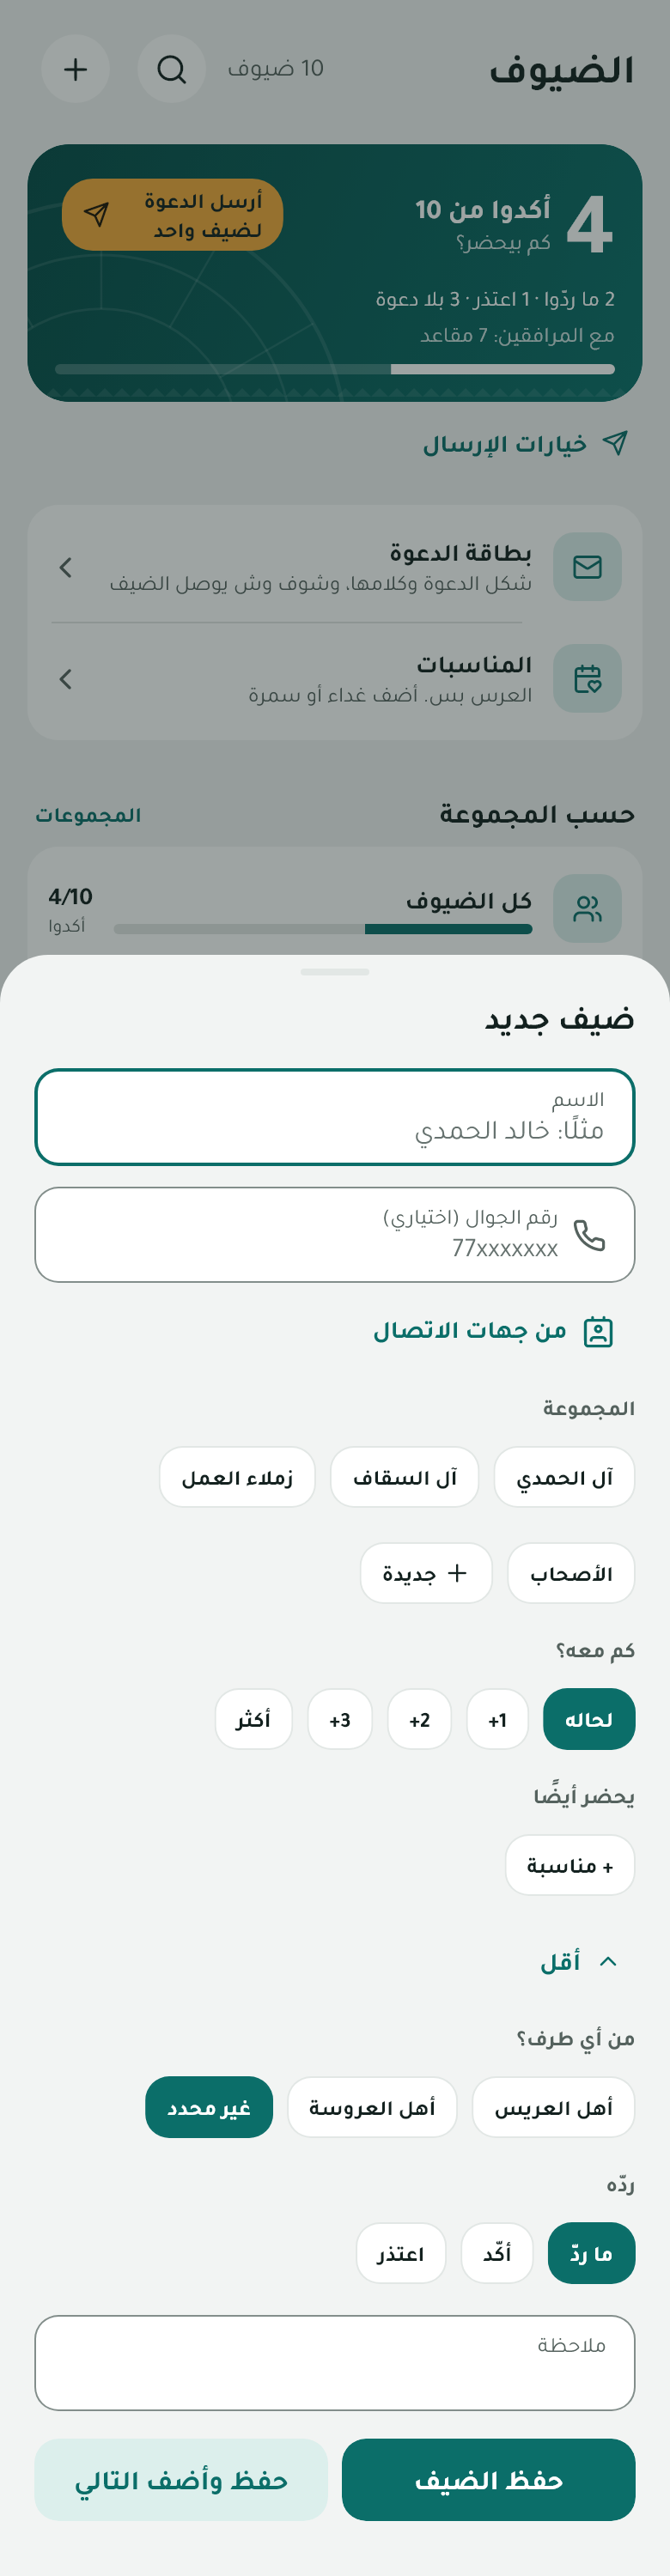 الضيوف
10 ضيوف
4
أكدوا من 10
كم بيحضر؟
أرسل الدعوة
لضيف واحد
2 ما ردّوا · 1 اعتذر · 3 بلا دعوة
مع المرافقين: 7 مقاعد
خيارات الإرسال
بطاقة الدعوة
شكل الدعوة وكلامها، وشوف وش يوصل الضيف
المناسبات
العرس بس. أضف غداء أو سمرة
حسب المجموعة
المجموعات
كل الضيوف
4/10
أكدوا
ضيف جديد
الاسم
مثلًا: خالد الحمدي
رقم الجوال (اختياري)
77xxxxxxx
من جهات الاتصال
المجموعة
آل الحمدي
آل السقاف
زملاء العمل
الأصحاب
+ جديدة
كم معه؟
لحاله
+1
+2
+3
أكثر
يحضر أيضًا
+ مناسبة
أقل
من أي طرف؟
أهل العريس
أهل العروسة
غير محدد
ردّه
ما ردّ
أكّد
اعتذر
ملاحظة
حفظ الضيف
حفظ وأضف التالي